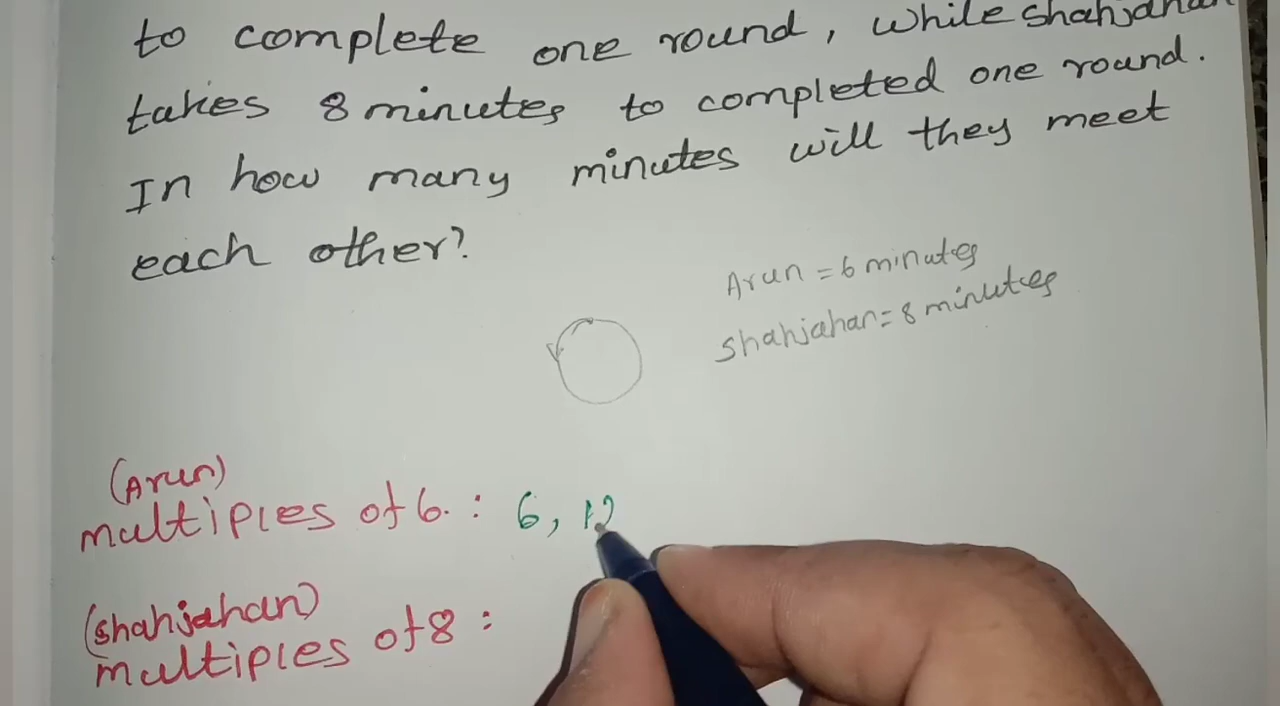 to complete one round, while shahjahan
takes 8 minutes to completed one round.
In how many minutes will they meet
each other?
Arun = 6 minutes
shahjahan = 8 minutes
(Arun)
multiples of 6. : 6, 12
(shahjahan)
multiples of 8 :